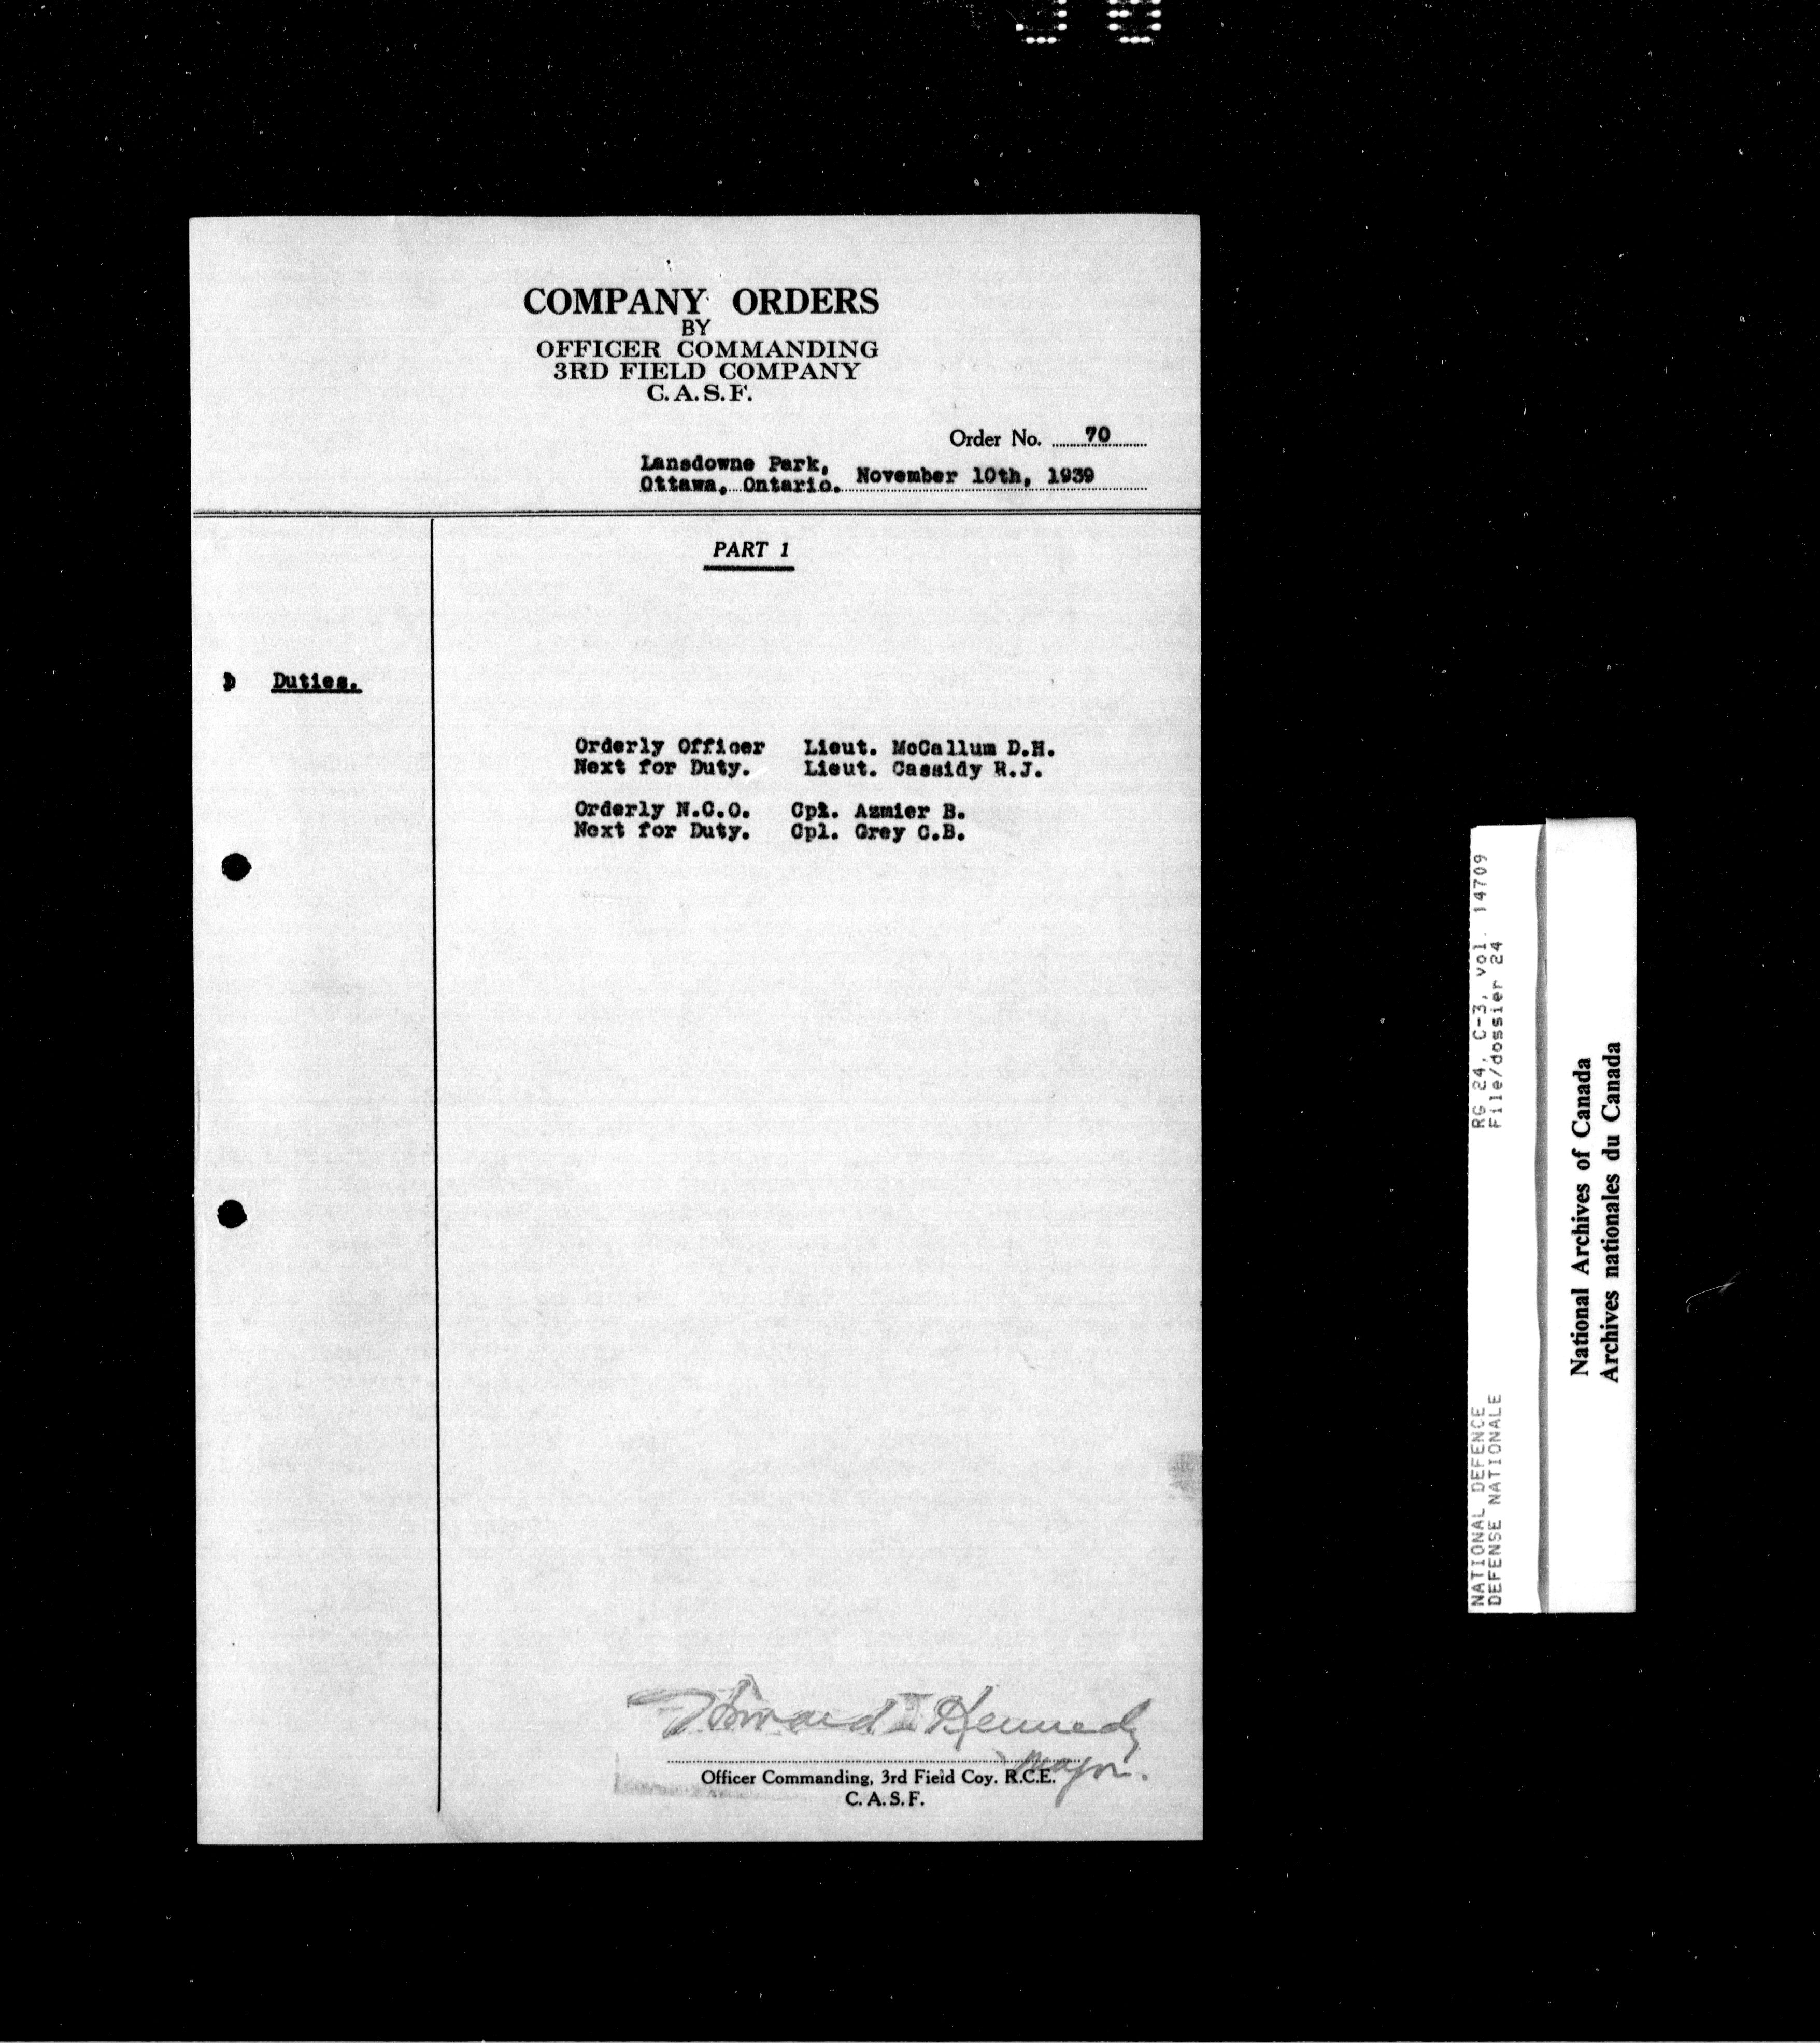 COMPANY ORDERS
BY
OFFICER COMMANDING
3RD FIELD COMPANY
C.A.S.F.
Order No. 70
Lansdowne Park,
Ottawa, Ontario. November 10th, 1939
PART 1
Duties.
Orderly Officer Lieut. McCallum D.H.
Next for Duty. Lieut. Cassidy R.J.
Orderly N.C.O. Cpl. Azmier B.
Next for Duty. Cpl. Grey C.B.
Howard Kennedy
Major.
Officer Commanding, 3rd Field Coy. R.C.E.
C.A.S.F.
NATIONAL DEFENCE RG 24, C-3, vol. 14709
DEFENSE NATIONALE File/dossier 24
National Archives of Canada
Archives nationales du Canada